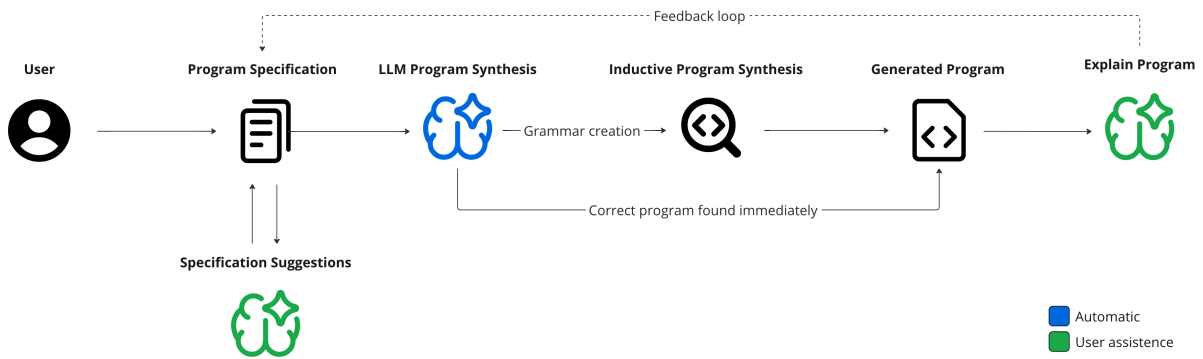 Feedback loop
User
Program Specification
LLM Program Synthesis
Inductive Program Synthesis
Generated Program
Explain Program
Grammar creation
Correct program found immediately
Specification Suggestions
Automatic
User assistence